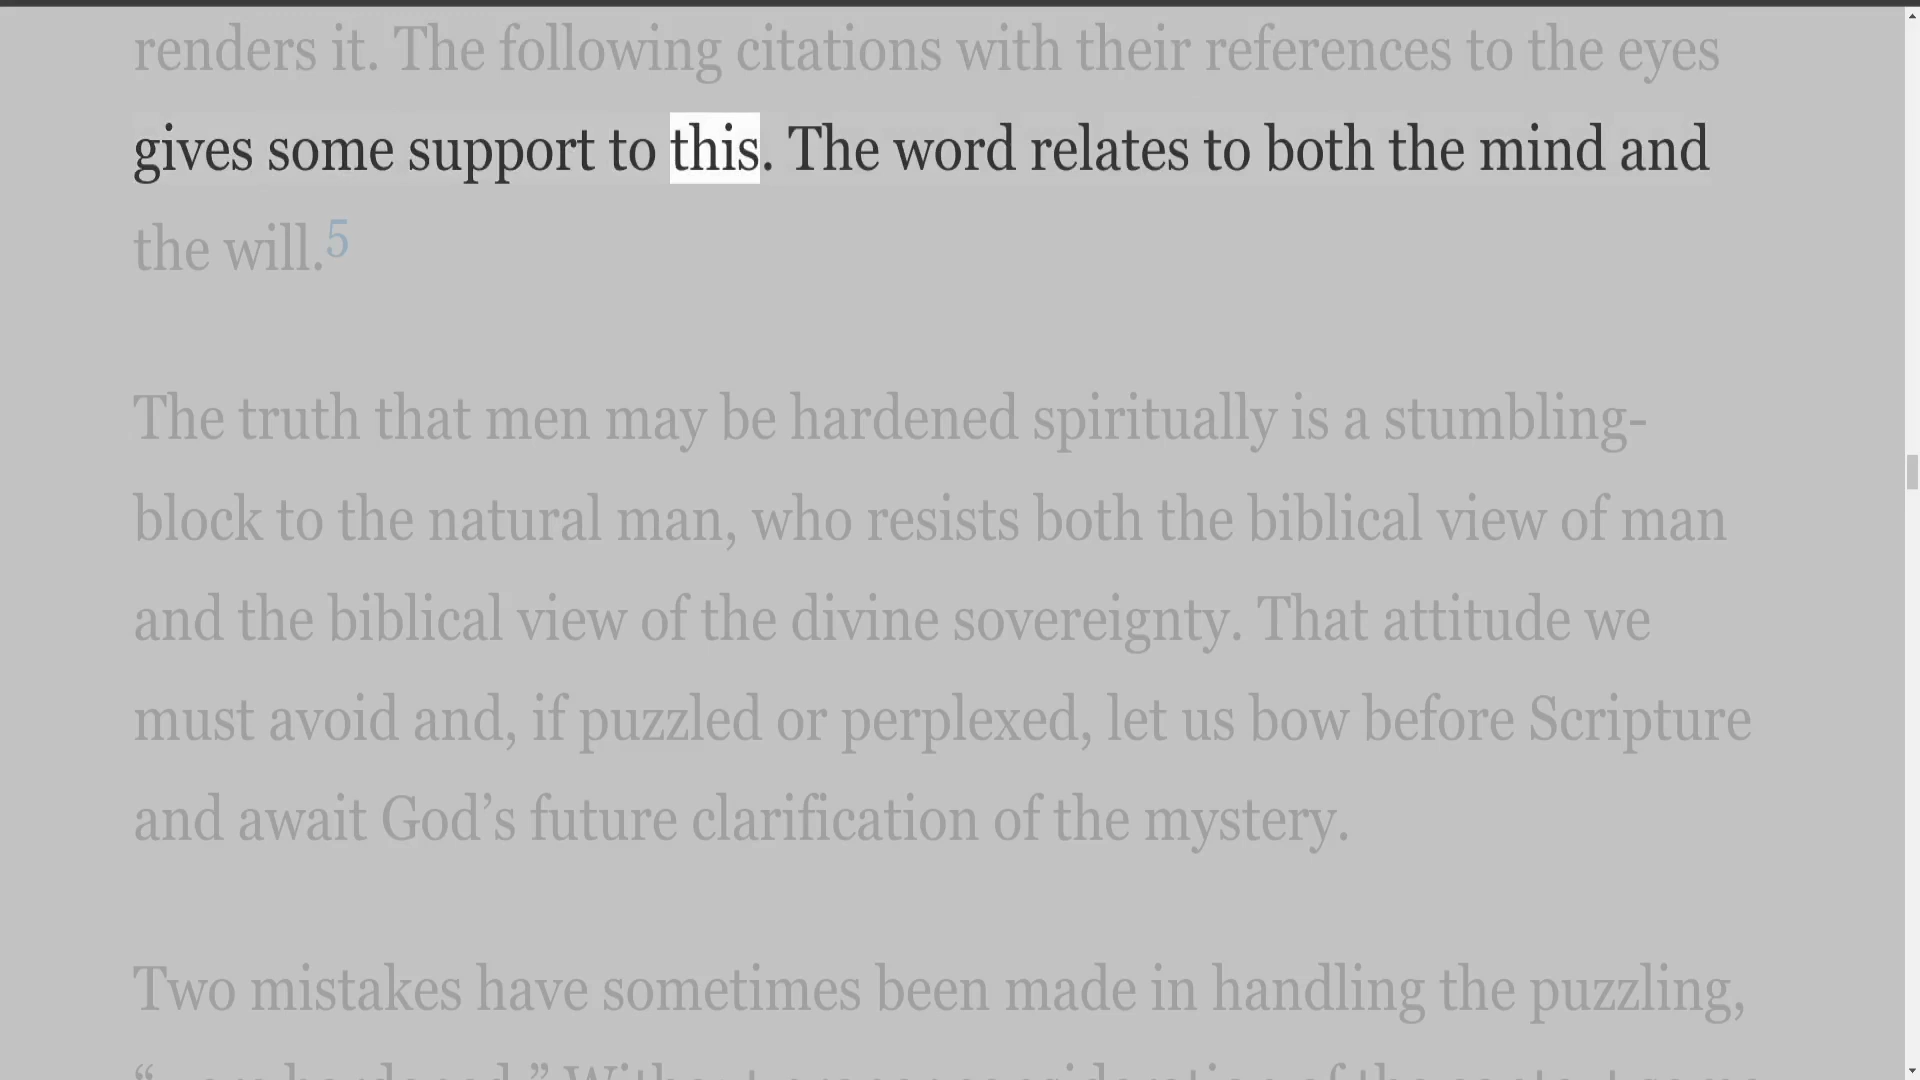 renders it. The following citations with their references to the eyes
gives some support to this. The word relates to both the mind and
the will.5
The truth that men may be hardened spiritually is a stumbling-
block to the natural man, who resists both the biblical view of man
and the biblical view of the divine sovereignty. That attitude we
must avoid and, if puzzled or perplexed, let us bow before Scripture
and await God’s future clarification of the mystery.
Two mistakes have sometimes been made in handling the puzzling,